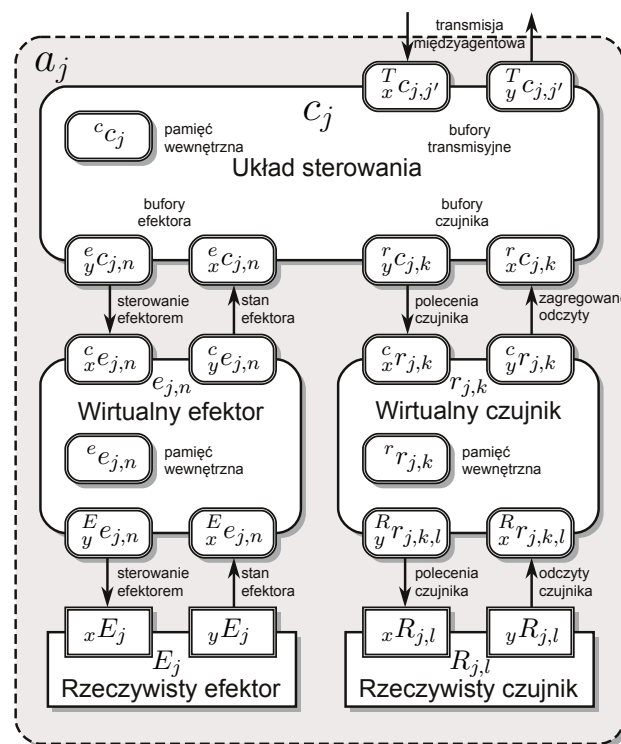 transmisja
międzyagentowa
a_j
^T_x c_{j,j'} ^T_y c_{j,j'}
c_j
^c c_j
pamięć
wewnętrzna
bufory
transmisyjne
Układ sterowania
bufory
efektora
bufory
czujnika
^e_y c_{j,n} ^e_x c_{j,n} ^r_y c_{j,k} ^r_x c_{j,k}
sterowanie
efektorem
stan
efektora
polecenia
czujnika
zagregowane
odczyty
^c_x e_{j,n} ^c_y e_{j,n} ^c_x r_{j,k} ^c_y r_{j,k}
e_{j,n} r_{j,k}
Wirtualny efektor
Wirtualny czujnik
^e e_{j,n}
pamięć
wewnętrzna
^r r_{j,k}
pamięć
wewnętrzna
^E_y e_{j,n} ^E_x e_{j,n} ^R_y r_{j,k,l} ^R_x r_{j,k,l}
sterowanie
efektorem
stan
efektora
polecenia
czujnika
odczyty
czujnika
_x E_j _y E_j _x R_{j,l} _y R_{j,l}
E_j R_{j,l}
Rzeczywisty efektor
Rzeczywisty czujnik